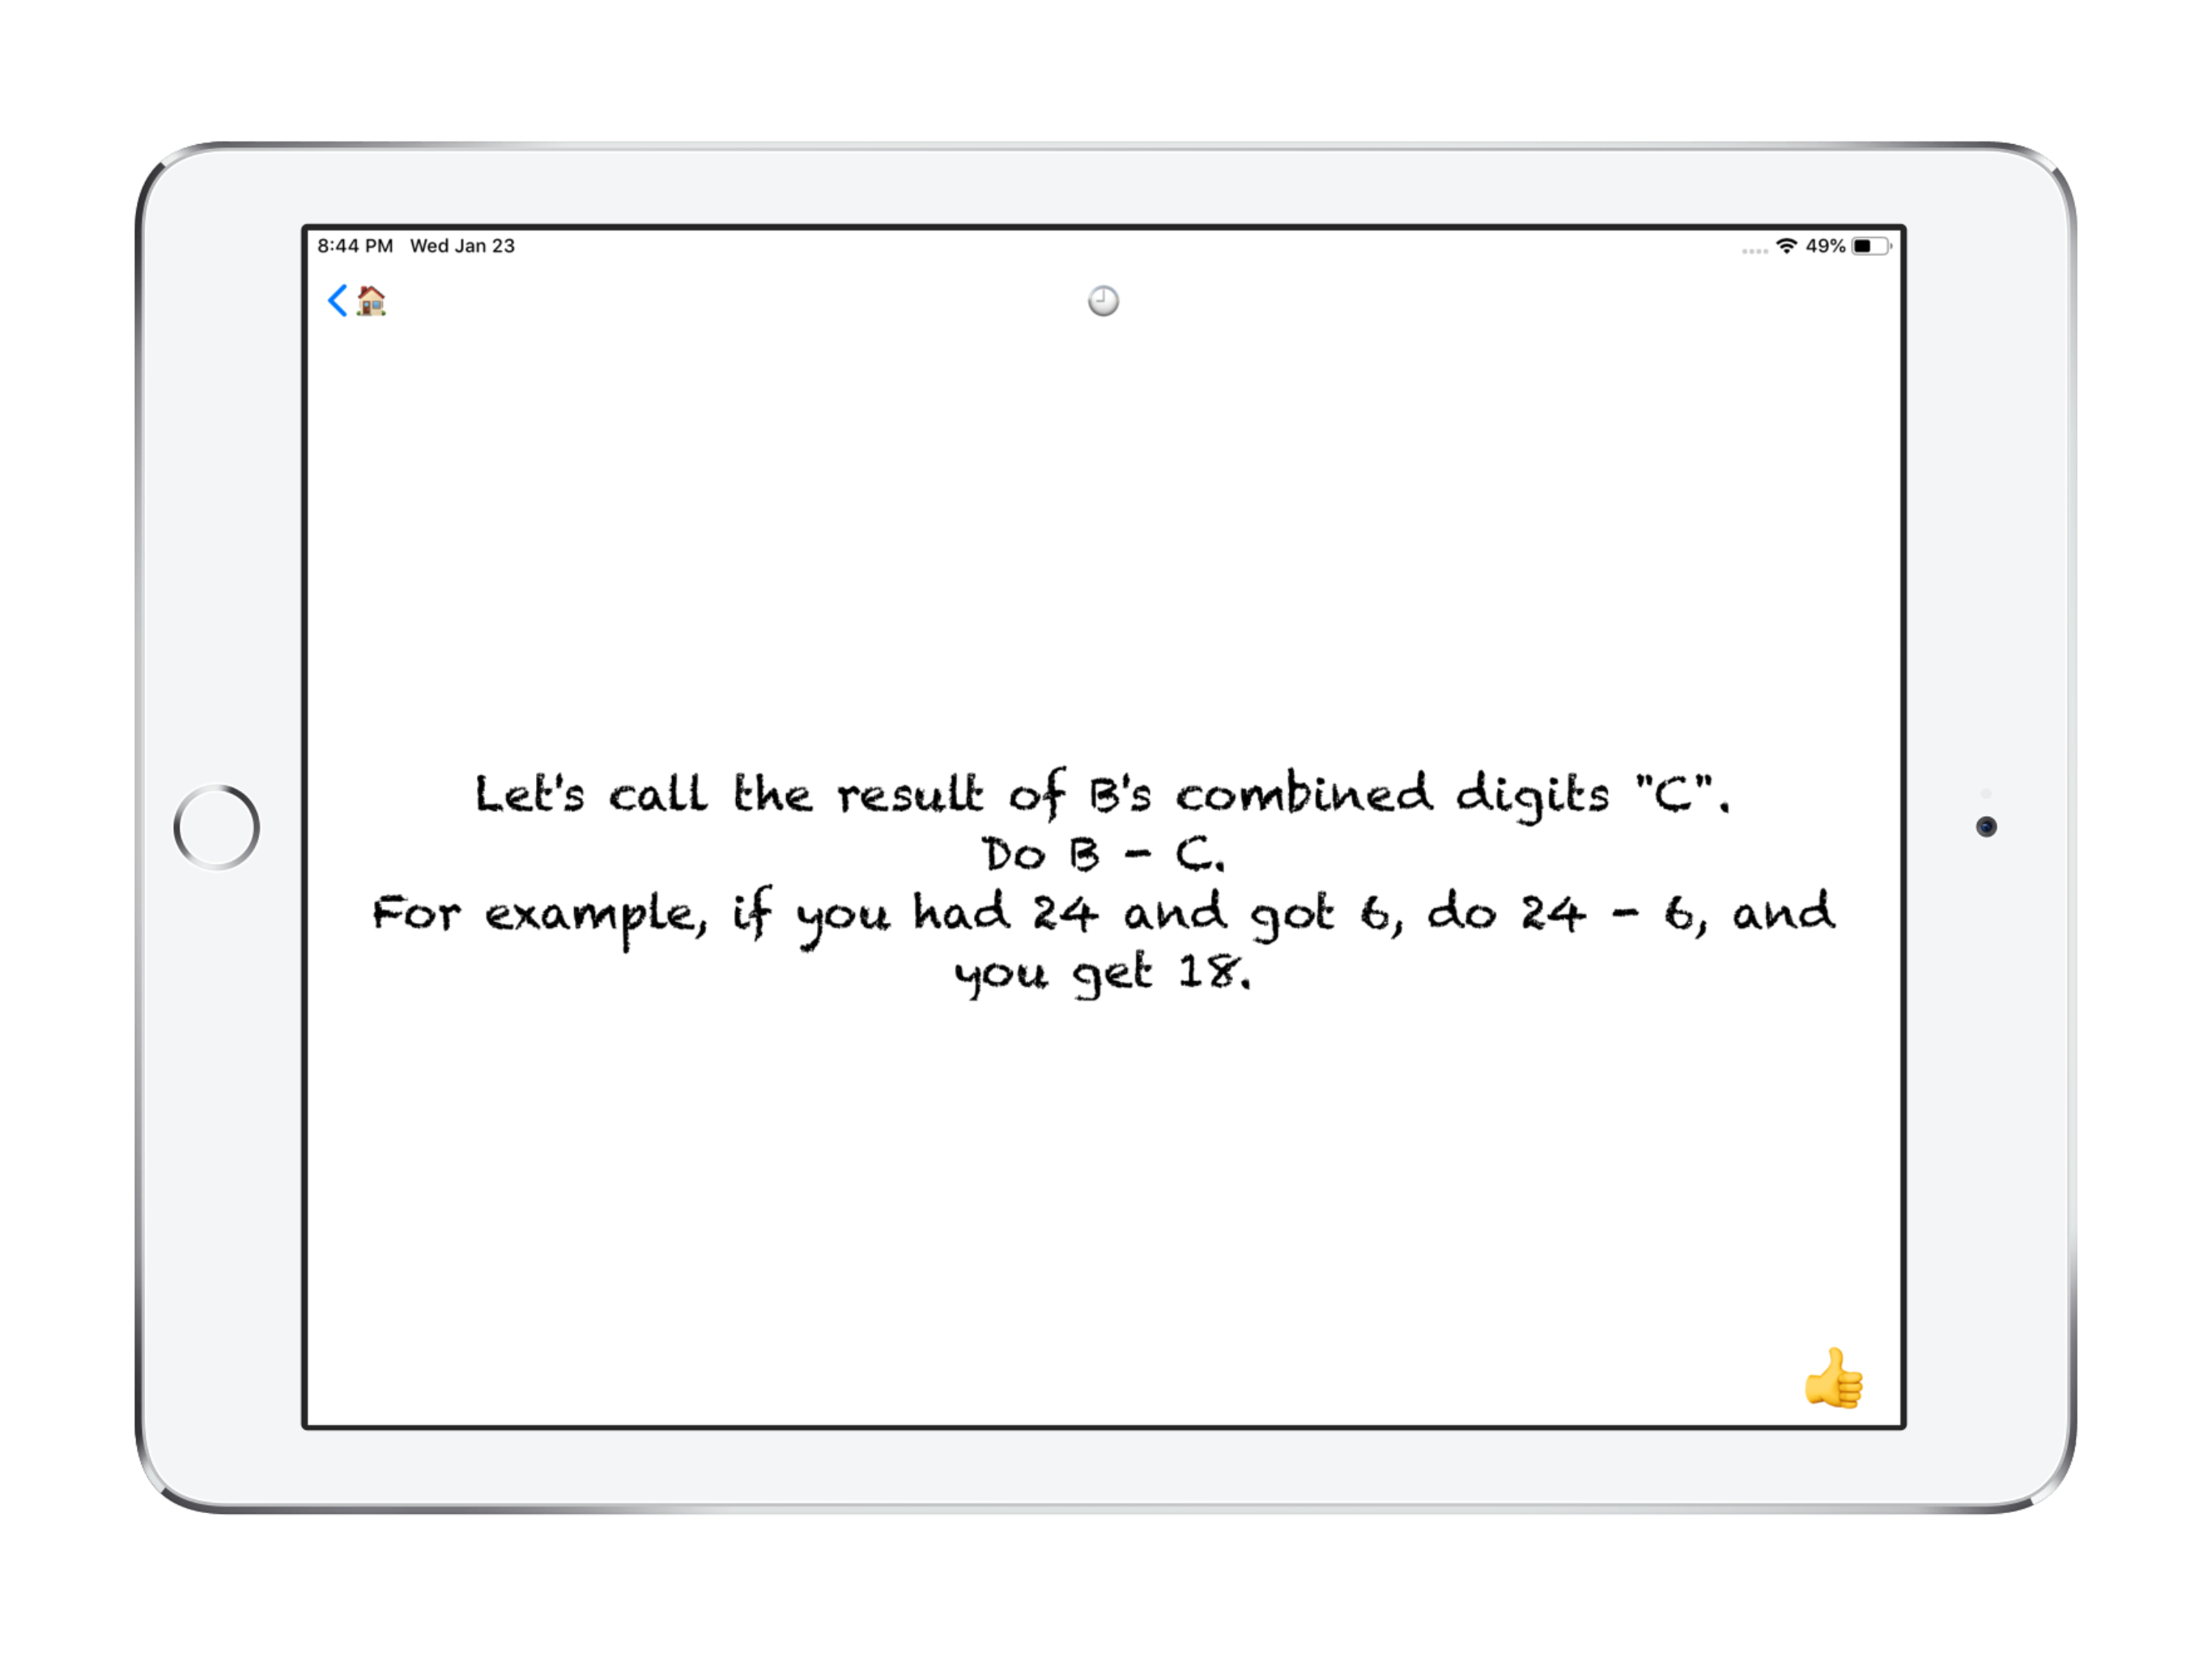 8:44 PM Wed Jan 23 49%
Let's call the result of B's combined digits "C".
Do B - C.
For example, if you had 24 and got 6, do 24 - 6, and
you get 18.